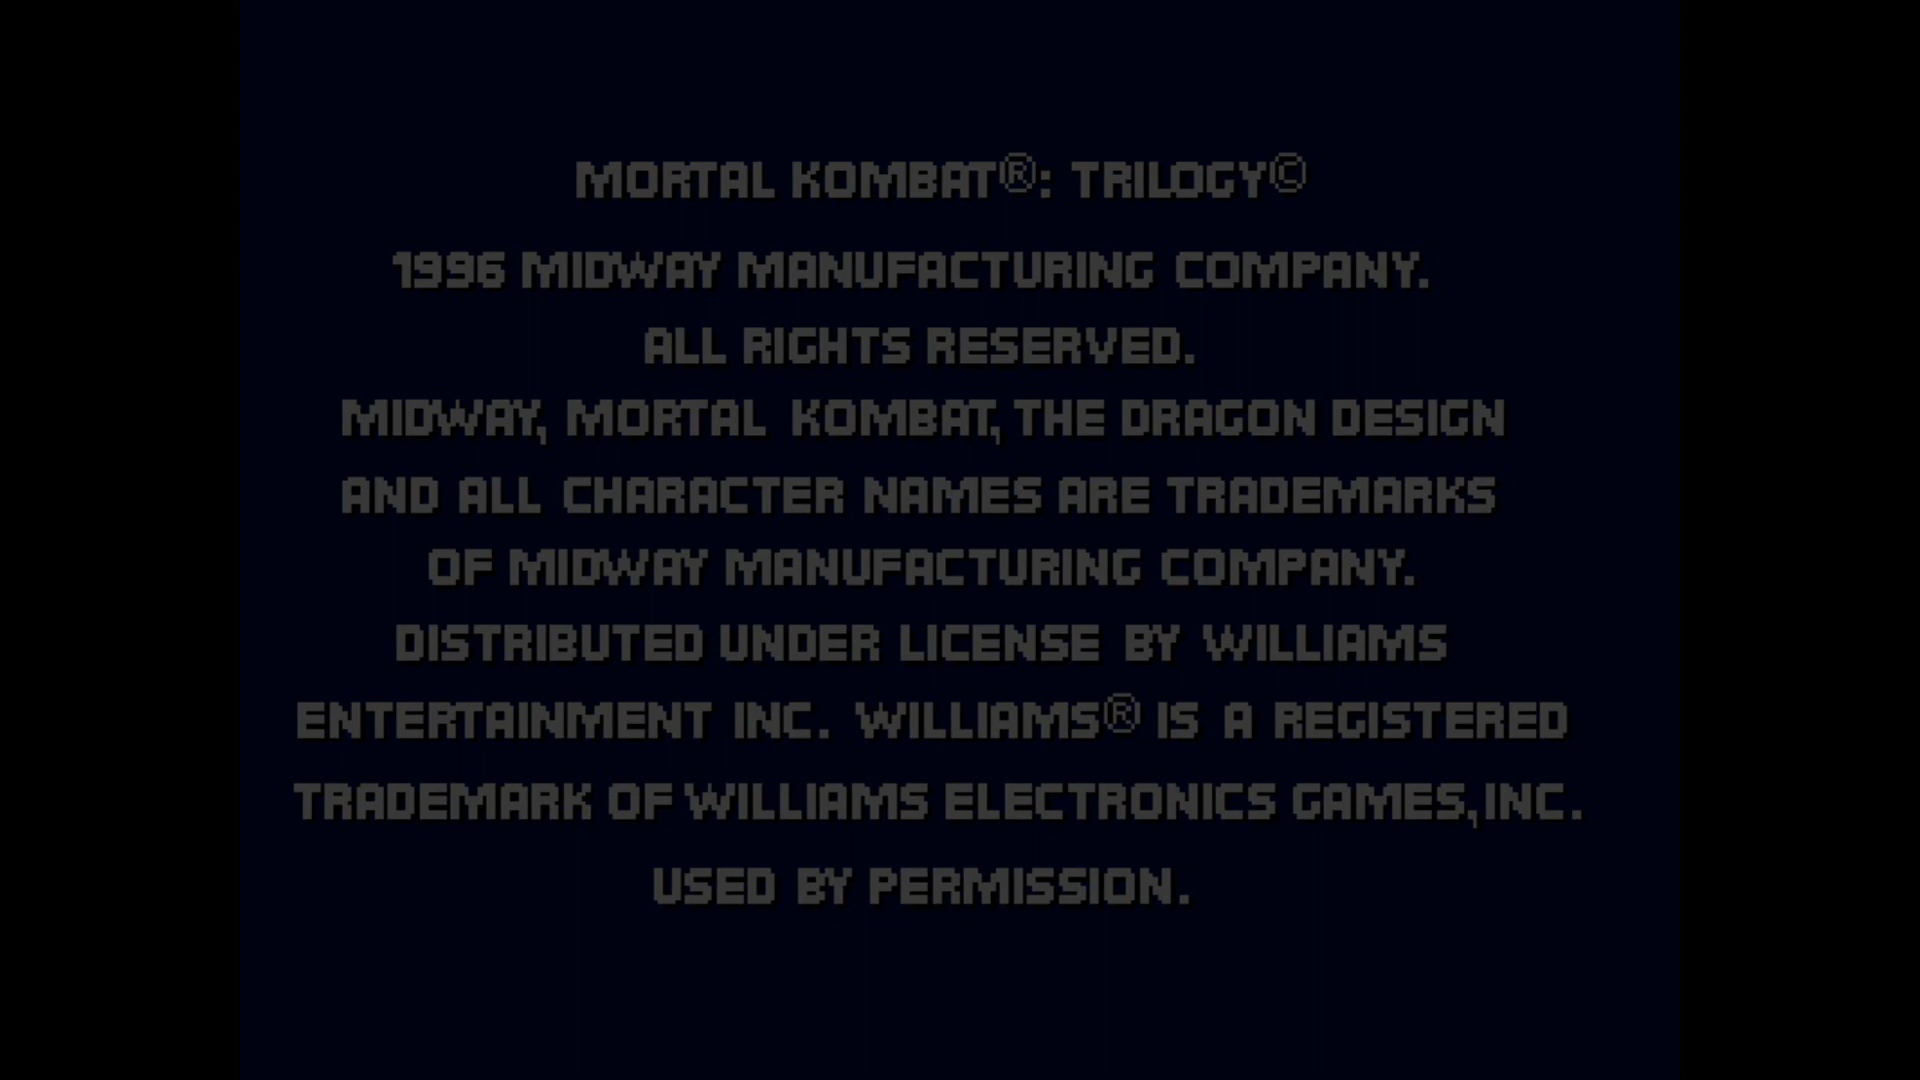 MORTAL KOMBAT®: TRILOGY©
1996 MIDWAY MANUFACTURING COMPANY.
ALL RIGHTS RESERVED.
MIDWAY, MORTAL KOMBAT, THE DRAGON DESIGN
AND ALL CHARACTER NAMES ARE TRADEMARKS
OF MIDWAY MANUFACTURING COMPANY.
DISTRIBUTED UNDER LICENSE BY WILLIAMS
ENTERTAINMENT INC. WILLIAMS® IS A REGISTERED
TRADEMARK OF WILLIAMS ELECTRONICS GAMES,INC.
USED BY PERMISSION.